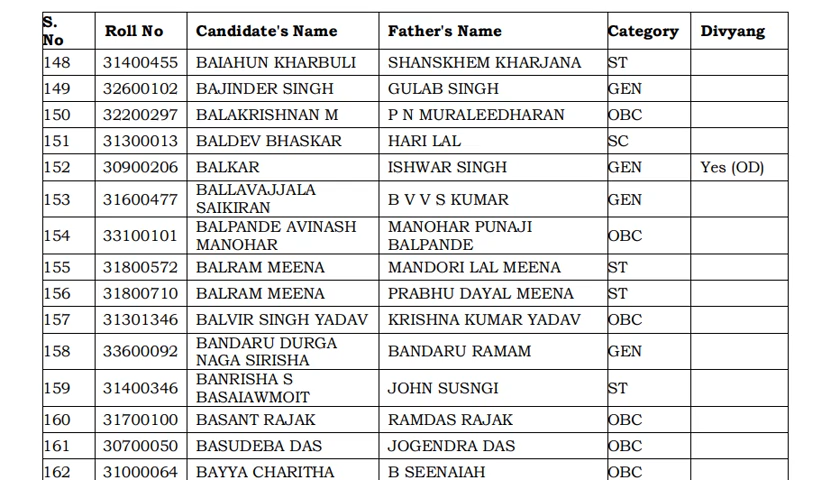 S. No Roll No Candidate's Name Father's Name Category Divyang
148 31400455 BAIAHUN KHARBULI SHANSKHEM KHARJANA ST
149 32600102 BAJINDER SINGH GULAB SINGH GEN
150 32200297 BALAKRISHNAN M P N MURALEEDHARAN OBC
151 31300013 BALDEV BHASKAR HARI LAL SC
152 30900206 BALKAR ISHWAR SINGH GEN Yes (OD)
153 31600477 BALLAVAJJALA SAIKIRAN B V V S KUMAR GEN
154 33100101 BALPANDE AVINASH MANOHAR MANOHAR PUNAJI BALPANDE OBC
155 31800572 BALRAM MEENA MANDORI LAL MEENA ST
156 31800710 BALRAM MEENA PRABHU DAYAL MEENA ST
157 31301346 BALVIR SINGH YADAV KRISHNA KUMAR YADAV OBC
158 33600092 BANDARU DURGA NAGA SIRISHA BANDARU RAMAM GEN
159 31400346 BANRISHA S BASAIAWMOIT JOHN SUSNGI ST
160 31700100 BASANT RAJAK RAMDAS RAJAK OBC
161 30700050 BASUDEBA DAS JOGENDRA DAS OBC
162 31000064 BAYYA CHARITHA B SEENAIAH OBC